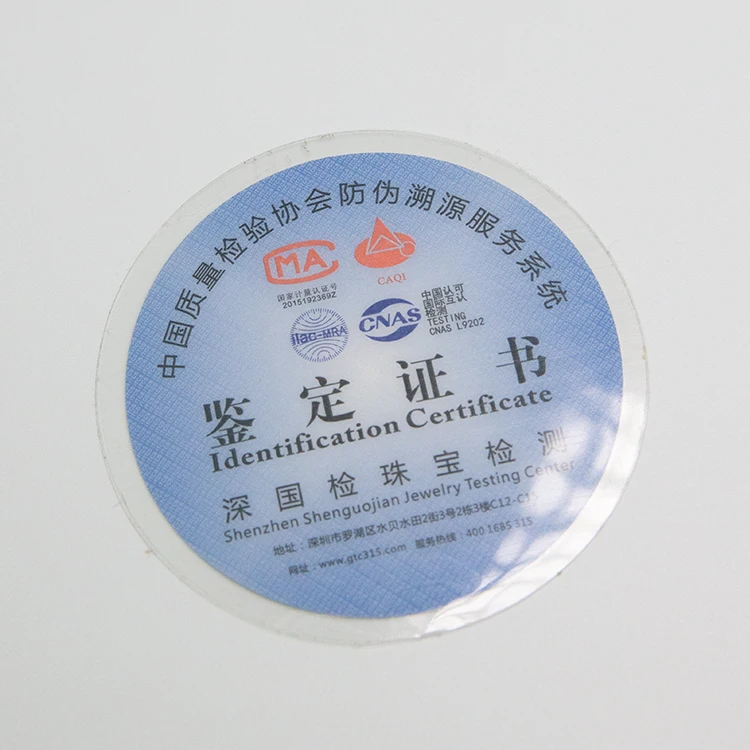 中国质量检验协会防伪溯源服务系统
CMA
CAQI
国家计量认证号
2015192369Z
ilac-MRA
CNAS
中国认可
国际互认
检测
TESTING
CNAS L9202
鉴定证书
Identification Certificate
深国检珠宝检测
Shenzhen Shenguojian Jewelry Testing Center
地址：深圳市罗湖区水贝水田2街3号2栋3楼C12-C15
服务热线：400 1685 315
网址：www.gtc315.com